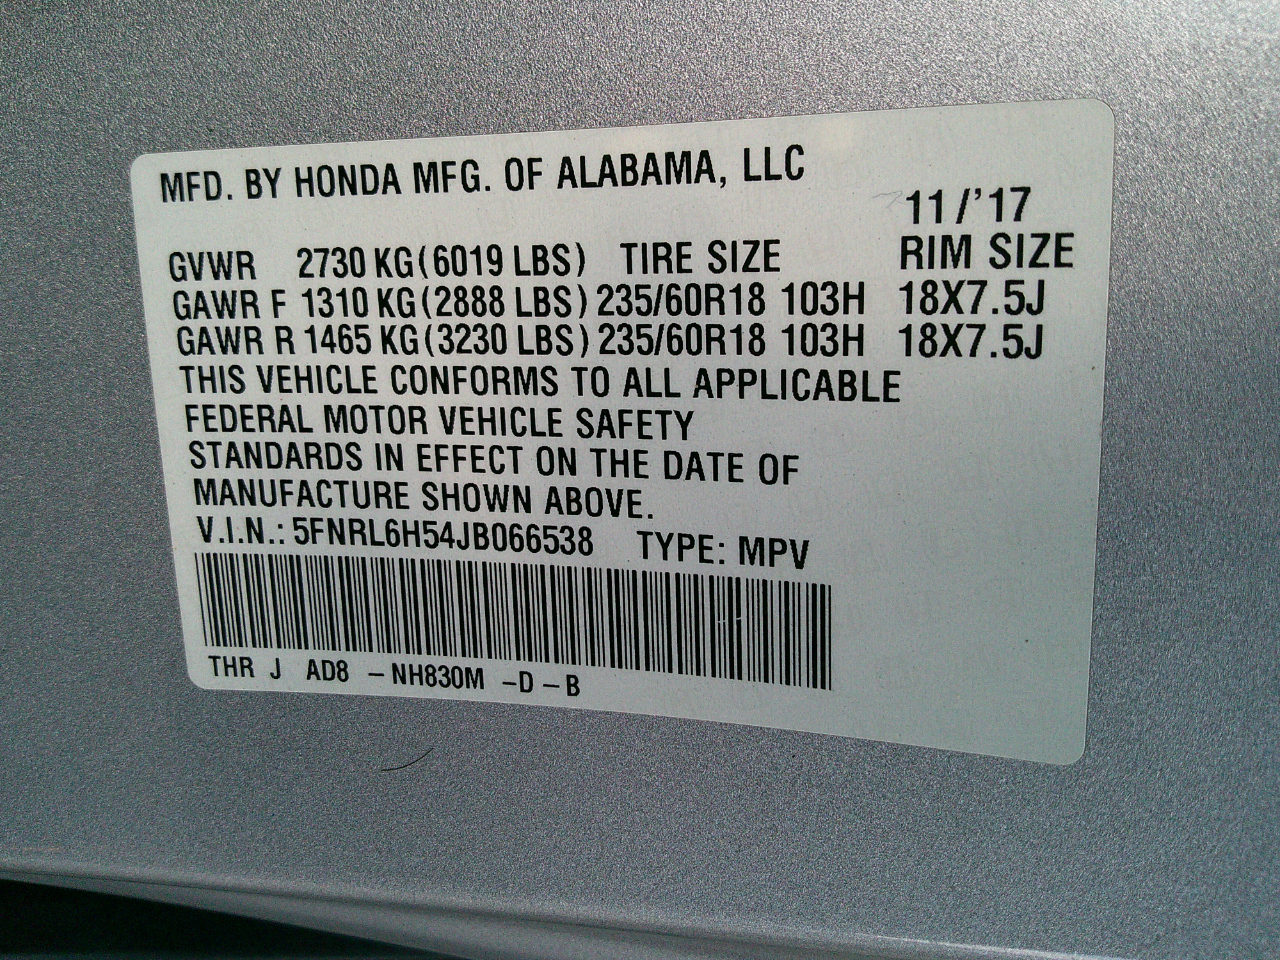 MFD. BY HONDA MFG. OF ALABAMA, LLC
11/'17
GVWR 2730 KG(6019 LBS) TIRE SIZE RIM SIZE
GAWR F 1310 KG(2888 LBS) 235/60R18 103H 18X7.5J
GAWR R 1465 KG(3230 LBS) 235/60R18 103H 18X7.5J
THIS VEHICLE CONFORMS TO ALL APPLICABLE
FEDERAL MOTOR VEHICLE SAFETY
STANDARDS IN EFFECT ON THE DATE OF
MANUFACTURE SHOWN ABOVE.
V.I.N.: 5FNRL6H54JB066538 TYPE: MPV
THR J AD8 -NH830M -D-B